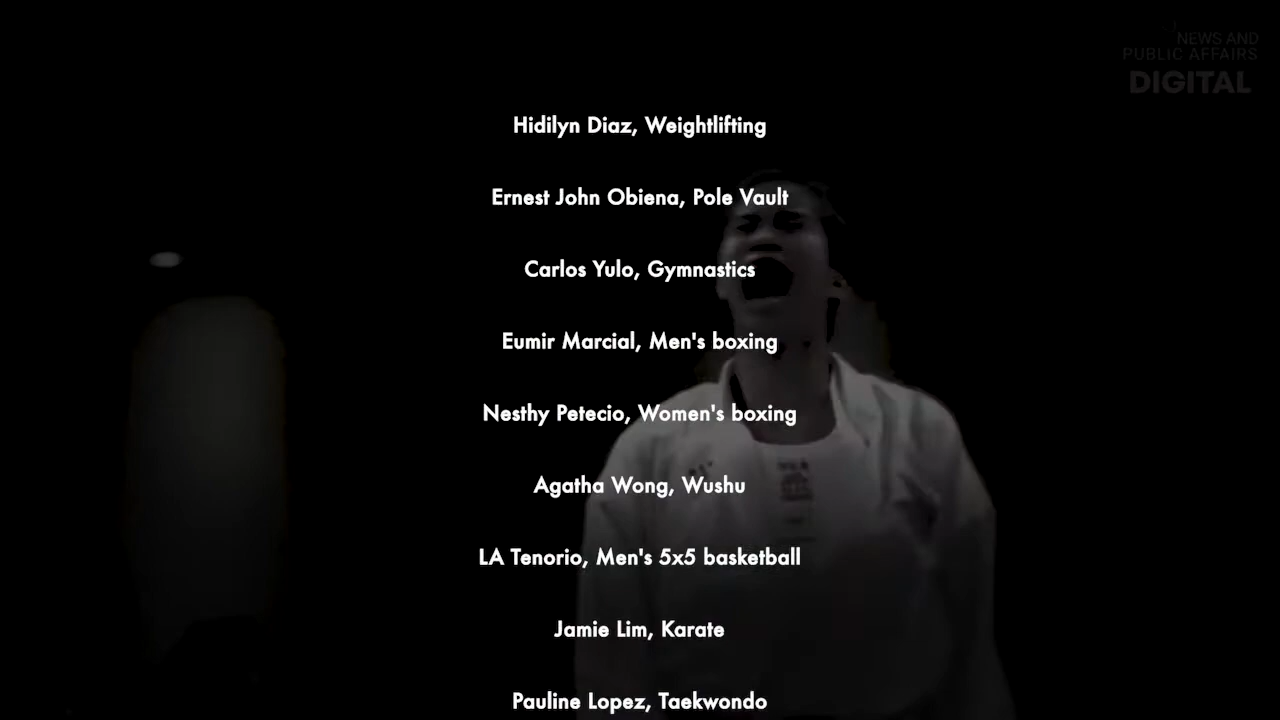 NEWS AND
PUBLIC AFFAIRS
DIGITAL
Hidilyn Diaz, Weightlifting
Ernest John Obiena, Pole Vault
Carlos Yulo, Gymnastics
Eumir Marcial, Men's boxing
Nesthy Petecio, Women's boxing
Agatha Wong, Wushu
LA Tenorio, Men's 5x5 basketball
Jamie Lim, Karate
Pauline Lopez, Taekwondo